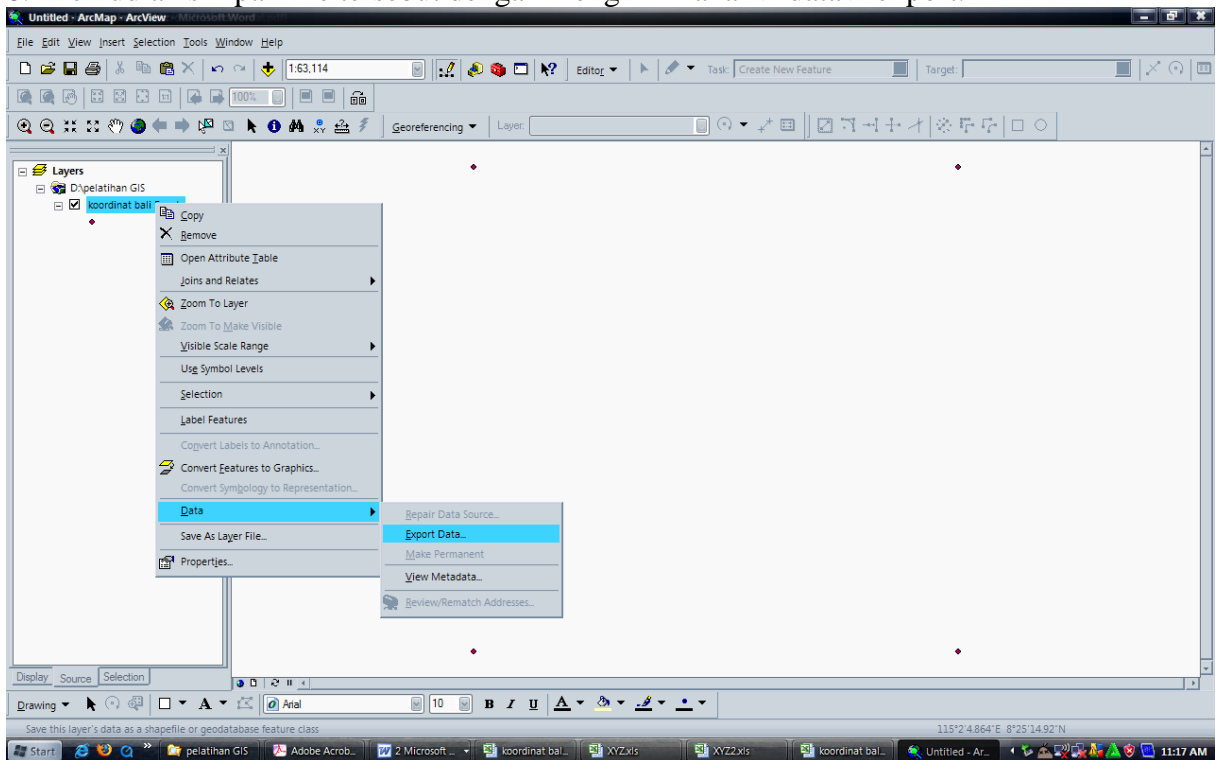 Untitled - ArcMap - ArcView
File Edit View Insert Selection Tools Window Help
1:63,114
Editor
Task: Create New Feature
Target:
100%
Georeferencing
Layer:
Layers
D:\pelatihan GIS
koordinat bali
Copy
Remove
Open Attribute Table
Joins and Relates
Zoom To Layer
Zoom To Make Visible
Visible Scale Range
Use Symbol Levels
Selection
Label Features
Convert Labels to Annotation...
Convert Features to Graphics...
Convert Symbology to Representation...
Data
Save As Layer File...
Properties...
Repair Data Source...
Export Data...
Make Permanent
View Metadata...
Review/Rematch Addresses...
Display Source Selection
Drawing
A
Arial
10
B I U A
Save this layer's data as a shapefile or geodatabase feature class
115°2'4.864"E 8°25'14.92"N
Start
pelatihan GIS
Adobe Acrob...
2 Microsoft ...
koordinat bal...
XYZ.xls
XYZ2.xls
koordinat bal...
Untitled - Ar...
11:17 AM